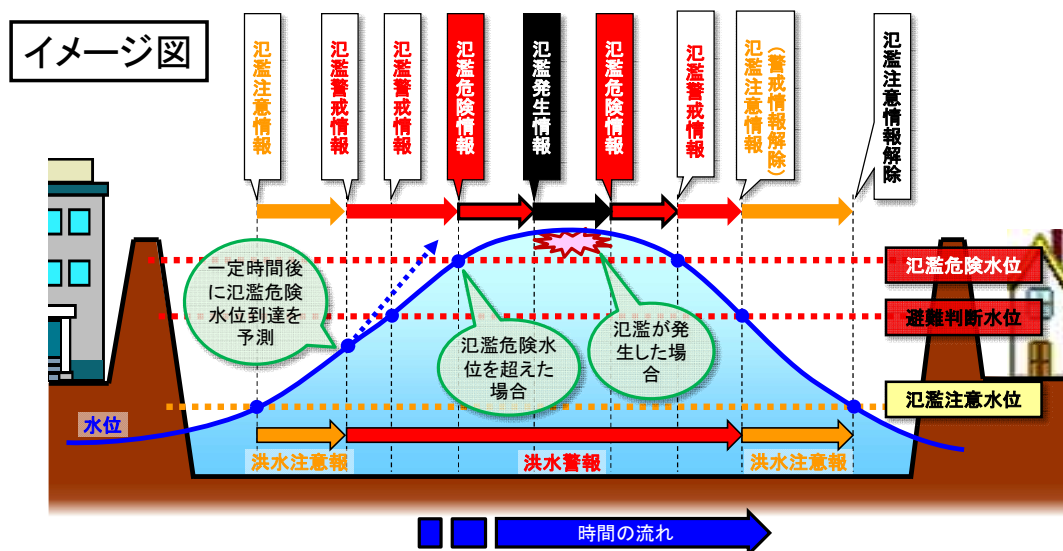 イメージ図
氾濫注意情報
氾濫警戒情報
氾濫警戒情報
氾濫危険情報
氾濫発生情報
氾濫危険情報
氾濫警戒情報
(警戒情報解除)
氾濫注意情報
氾濫注意情報解除
一定時間後
に氾濫危険
水位到達を
予測
氾濫危険水
位を超えた
場合
氾濫が発
生した場
合
氾濫危険水位
避難判断水位
氾濫注意水位
水位
洪水注意報
洪水警報
洪水注意報
時間の流れ